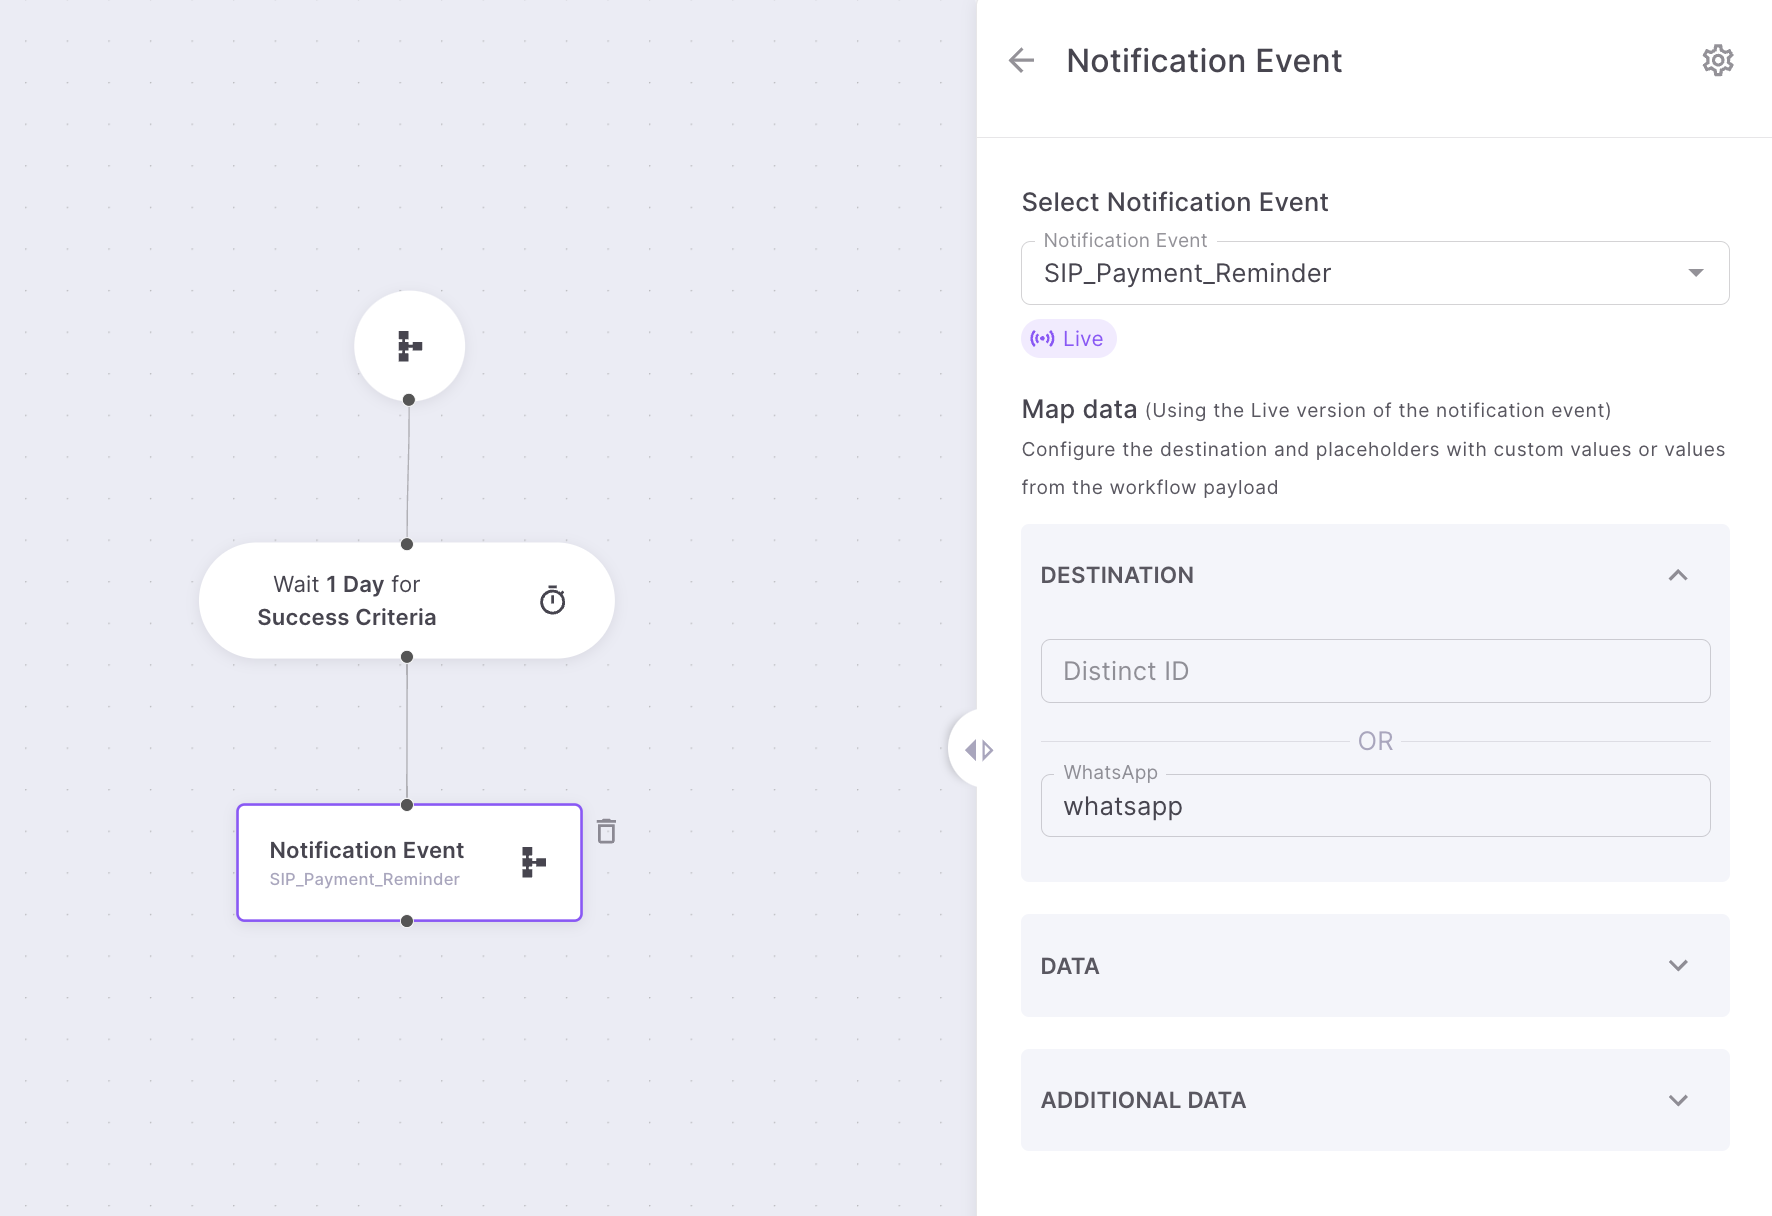 Wait 1 Day for
Success Criteria
Notification Event
SIP_Payment_Reminder
Notification Event
Select Notification Event
Notification Event
SIP_Payment_Reminder
Live
Map data (Using the Live version of the notification event)
Configure the destination and placeholders with custom values or values
from the workflow payload
DESTINATION
Distinct ID
OR
WhatsApp
whatsapp
DATA
ADDITIONAL DATA